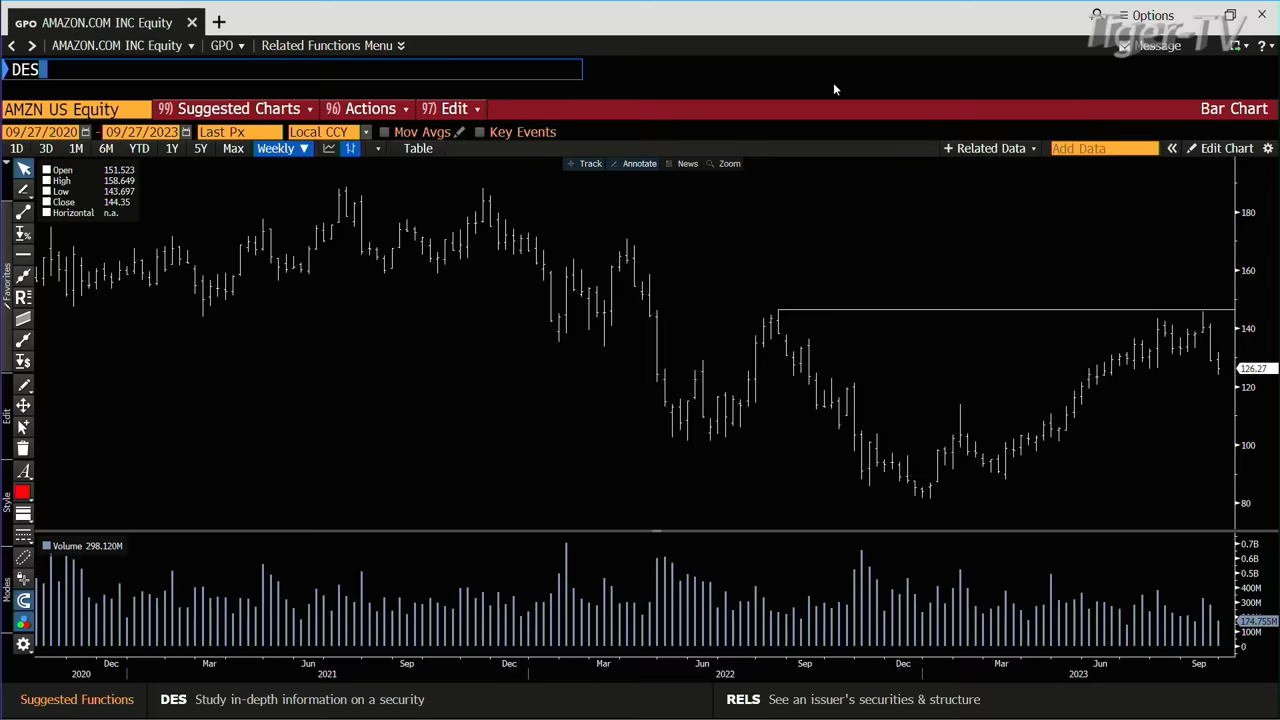 GPO AMAZON.COM INC Equity
Options
Tiger-TV
AMAZON.COM INC Equity GPO Related Functions Menu
Message
DES
AMZN US Equity 99) Suggested Charts 96) Actions 97) Edit Bar Chart
09/27/2020 - 09/27/2023 Last Px Local CCY Mov Avgs Key Events
1D 3D 1M 6M YTD 1Y 5Y Max Weekly Table + Related Data Add Data Edit Chart
Track Annotate News Zoom
Open 151.523
High 158.649
Low 143.697
Close 144.35
Horizontal n.a.
Favorites
Edit
Style
Modes
180
160
140
126.27
120
100
80
Volume 298.120M
0.7B
0.6B
0.5B
400M
300M
174.755M
100M
0
Dec Mar Jun Sep Dec Mar Jun Sep Dec Mar Jun Sep
2020 2021 2022 2023
Suggested Functions DES Study in-depth information on a security RELS See an issuer's securities & structure